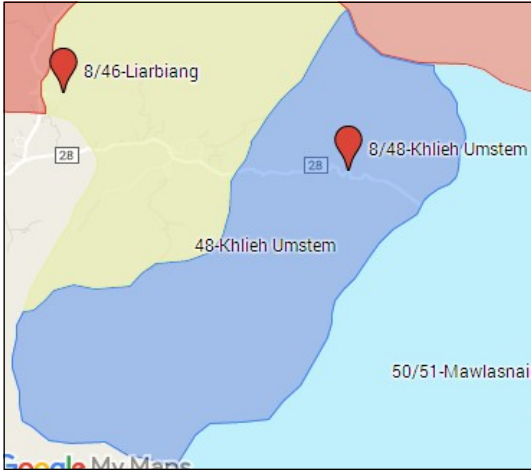 8/46-Liarbiang
28
28
8/48-Khlieh Umstem
48-Khlieh Umstem
50/51-Mawlasnai
Google My Maps